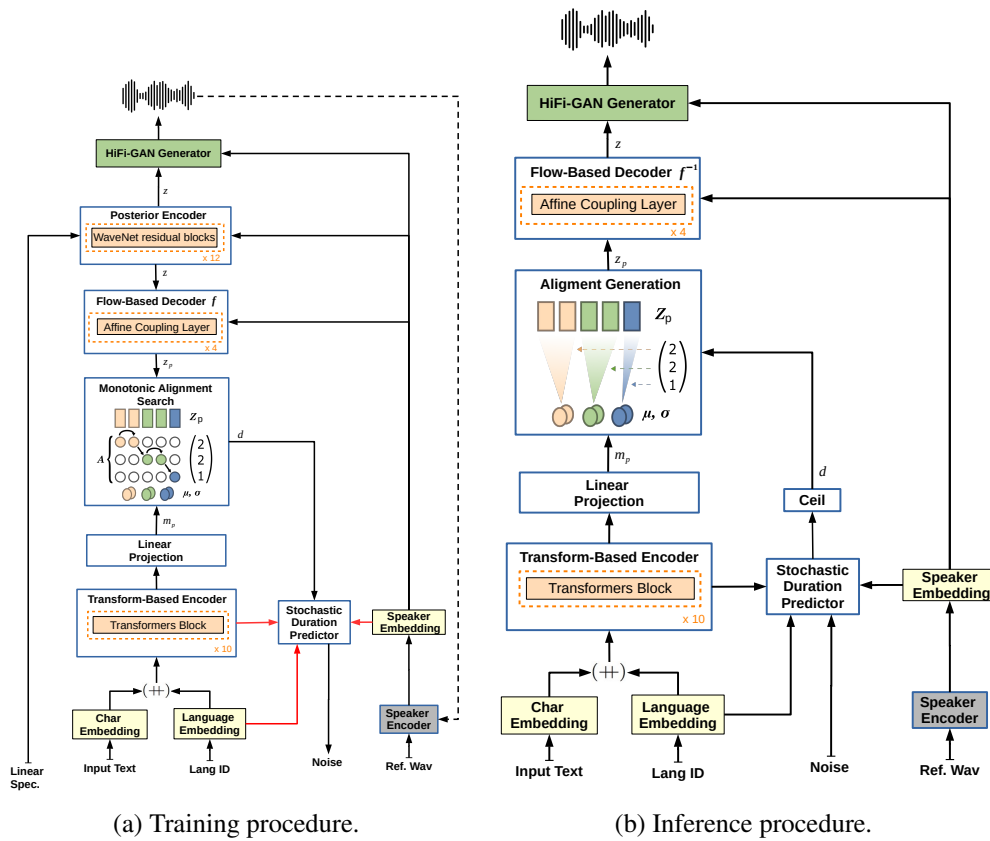 HiFi-GAN Generator
z
Posterior Encoder
WaveNet residual blocks
x 12
z
Flow-Based Decoder f
Affine Coupling Layer
x 4
z_p
Monotonic Alignment
Search
Z_p
A { ( 2 2 1 )
μ, σ
d
m_p
Linear
Projection
Transform-Based Encoder
Transformers Block
x 10
Stochastic
Duration
Predictor
Speaker
Embedding
(++)
Char
Embedding
Language
Embedding
Speaker
Encoder
Linear
Spec.
Input Text
Lang ID
Noise
Ref. Wav
(a) Training procedure.
HiFi-GAN Generator
z
Flow-Based Decoder f⁻¹
Affine Coupling Layer
x 4
z_p
Aligment Generation
Z_p
( 2 2 1 )
μ, σ
m_p
d
Linear
Projection
Ceil
Transform-Based Encoder
Transformers Block
x 10
Stochastic
Duration
Predictor
Speaker
Embedding
(++)
Char
Embedding
Language
Embedding
Speaker
Encoder
Input Text
Lang ID
Noise
Ref. Wav
(b) Inference procedure.